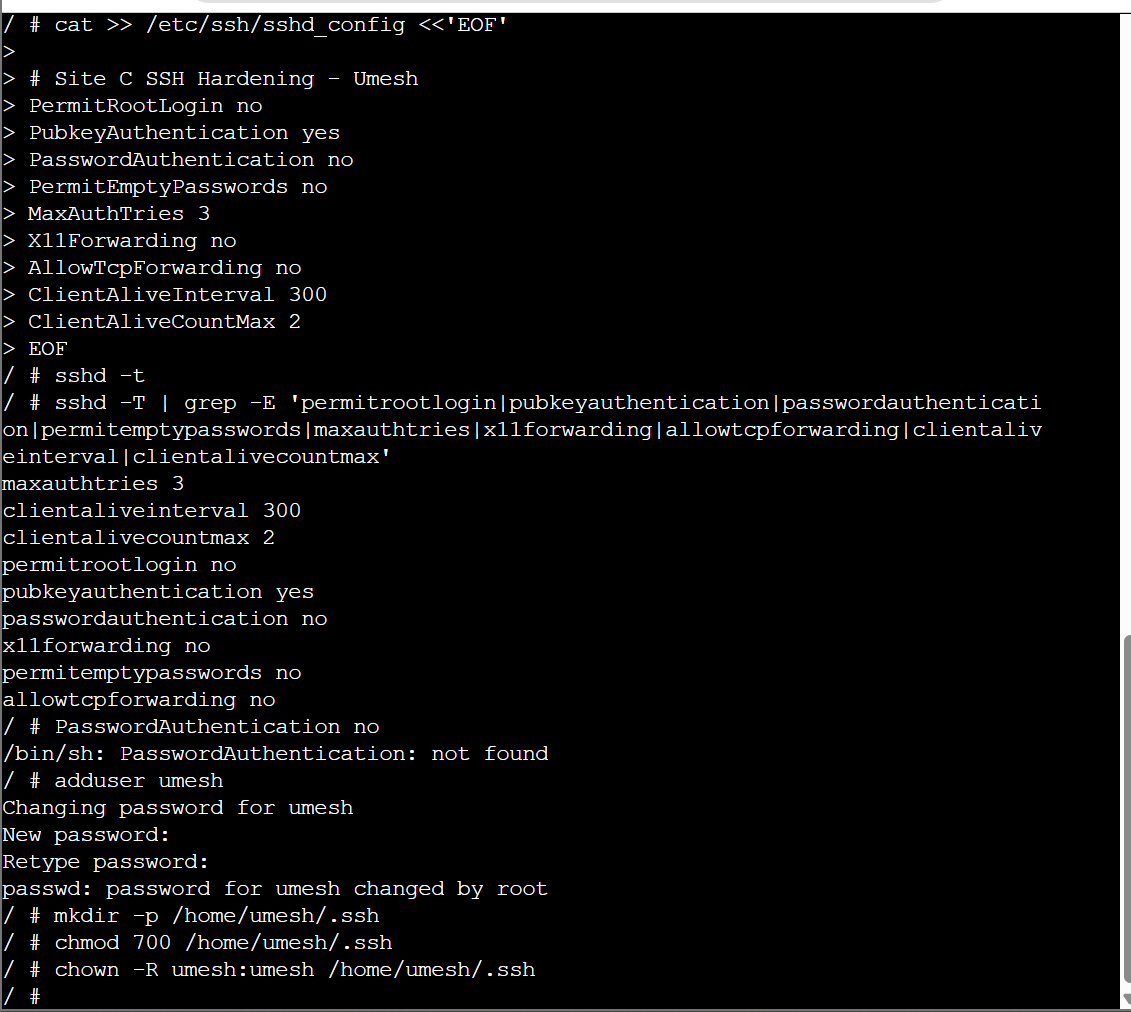 / # cat >> /etc/ssh/sshd_config <<'EOF'
>
> # Site C SSH Hardening - Umesh
> PermitRootLogin no
> PubkeyAuthentication yes
> PasswordAuthentication no
> PermitEmptyPasswords no
> MaxAuthTries 3
> X11Forwarding no
> AllowTcpForwarding no
> ClientAliveInterval 300
> ClientAliveCountMax 2
> EOF
/ # sshd -t
/ # sshd -T | grep -E 'permitrootlogin|pubkeyauthentication|passwordauthenticati
on|permitemptypasswords|maxauthtries|x11forwarding|allowtcpforwarding|clientaliv
einterval|clientalivecountmax'
maxauthtries 3
clientaliveinterval 300
clientalivecountmax 2
permitrootlogin no
pubkeyauthentication yes
passwordauthentication no
x11forwarding no
permitemptypasswords no
allowtcpforwarding no
/ # PasswordAuthentication no
/bin/sh: PasswordAuthentication: not found
/ # adduser umesh
Changing password for umesh
New password:
Retype password:
passwd: password for umesh changed by root
/ # mkdir -p /home/umesh/.ssh
/ # chmod 700 /home/umesh/.ssh
/ # chown -R umesh:umesh /home/umesh/.ssh
/ #